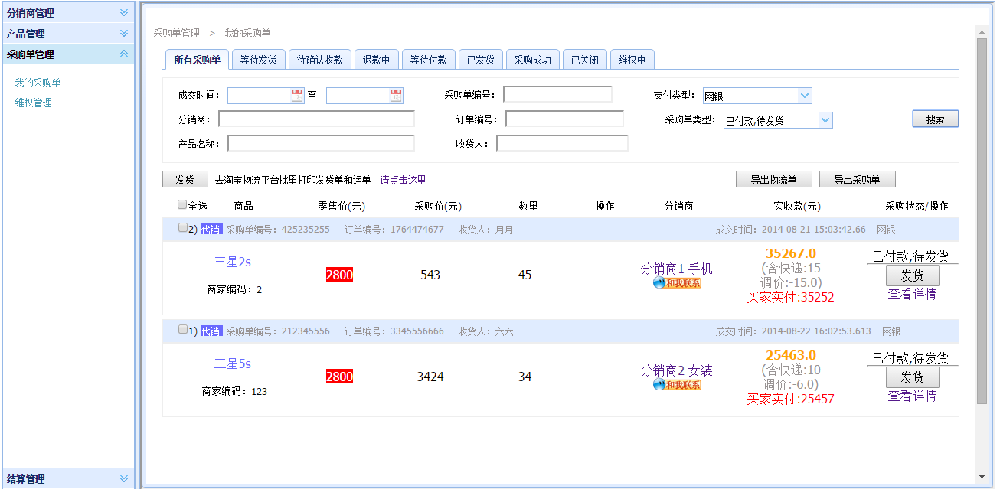 分销商管理
产品管理
采购单管理
我的采购单
维权管理
结算管理
采购单管理 > 我的采购单
所有采购单 等待发货 待确认收款 退款中 等待付款 已发货 采购成功 已关闭 维权中
成交时间: 至 采购单编号: 支付类型: 网银
分销商: 订单编号: 采购单类型: 已付款,待发货 搜索
产品名称: 收货人:
发货 去淘宝物流平台批量打印发货单和运单 请点击这里 导出物流单 导出采购单
全选 商品 零售价(元) 采购价(元) 数量 操作 分销商 实收款(元) 采购状态/操作
2) 代销 采购单编号: 425235255 订单编号: 1764474677 收货人: 月月 成交时间: 2014-08-21 15:03:42.66 网银
三星2s
商家编码: 2
2800
543
45
分销商1 手机
和我联系
35267.0
(含快递:15
调价:-15.0)
买家实付:35252
已付款,待发货
发货
查看详情
1) 代销 采购单编号: 212345556 订单编号: 3345556666 收货人: 六六 成交时间: 2014-08-22 16:02:53.613 网银
三星5s
商家编码: 123
2800
3424
34
分销商2 女装
和我联系
25463.0
(含快递:10
调价:-6.0)
买家实付:25457
已付款,待发货
发货
查看详情